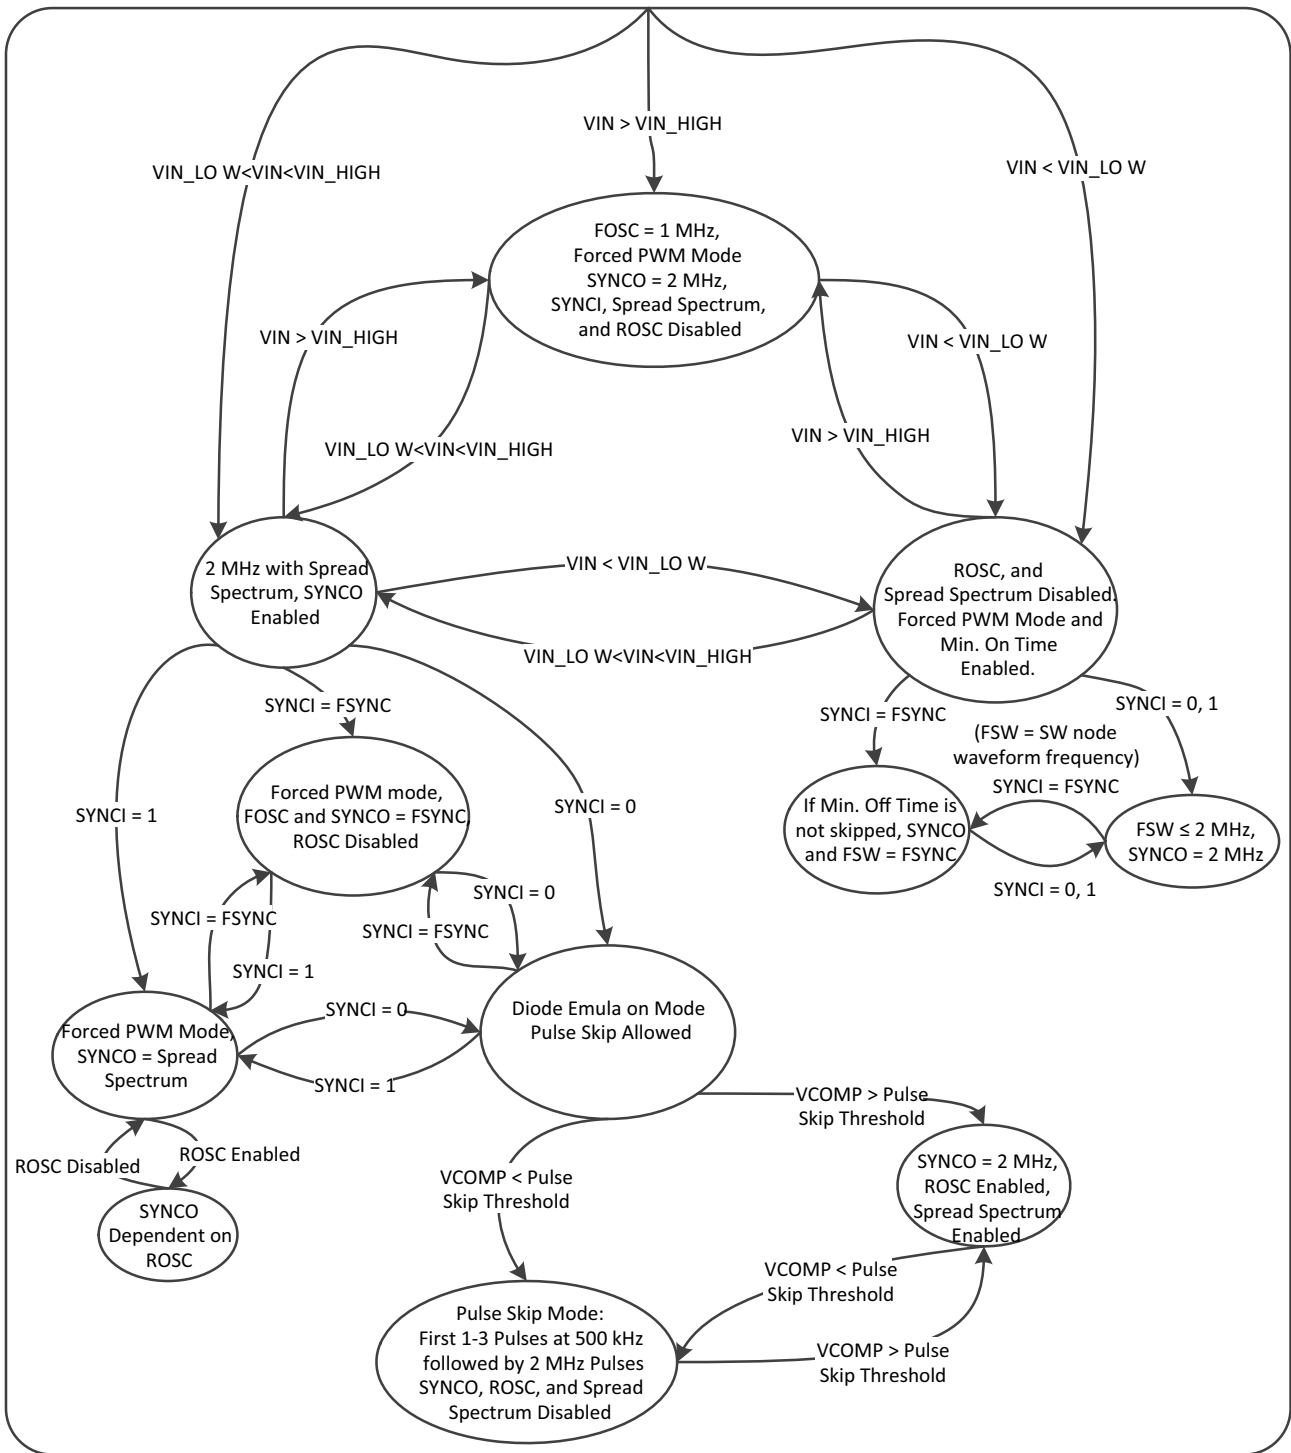 VIN > VIN_HIGH
VIN_LO W<VIN<VIN_HIGH
VIN < VIN_LO W
FOSC = 1 MHz,
Forced PWM Mode
SYNCO = 2 MHz,
SYNCI, Spread Spectrum,
and ROSC Disabled
VIN > VIN_HIGH
VIN < VIN_LO W
VIN_LO W<VIN<VIN_HIGH
VIN > VIN_HIGH
2 MHz with Spread
Spectrum, SYNCO
Enabled
VIN < VIN_LO W
VIN_LO W<VIN<VIN_HIGH
ROSC, and
Spread Spectrum Disabled.
Forced PWM Mode and
Min. On Time
Enabled.
SYNCI = FSYNC
SYNCI = FSYNC
SYNCI = 0, 1
(FSW = SW node
waveform frequency)
SYNCI = FSYNC
SYNCI = 1
Forced PWM mode,
FOSC and SYNCO = FSYNC,
ROSC Disabled
SYNCI = 0
If Min. Off Time is
not skipped, SYNCO
and FSW = FSYNC
FSW ≤ 2 MHz,
SYNCO = 2 MHz
SYNCI = 0, 1
SYNCI = 0
SYNCI = FSYNC
SYNCI = FSYNC
SYNCI = 1
Forced PWM Mode,
SYNCO = Spread
Spectrum
SYNCI = 0
SYNCI = 1
Diode Emula on Mode
Pulse Skip Allowed
VCOMP > Pulse
Skip Threshold
ROSC Disabled
ROSC Enabled
VCOMP < Pulse
Skip Threshold
SYNCO
Dependent on
ROSC
SYNCO = 2 MHz,
ROSC Enabled,
Spread Spectrum
Enabled
VCOMP < Pulse
Skip Threshold
Pulse Skip Mode:
First 1-3 Pulses at 500 kHz
followed by 2 MHz Pulses
SYNCO, ROSC, and Spread
Spectrum Disabled
VCOMP > Pulse
Skip Threshold